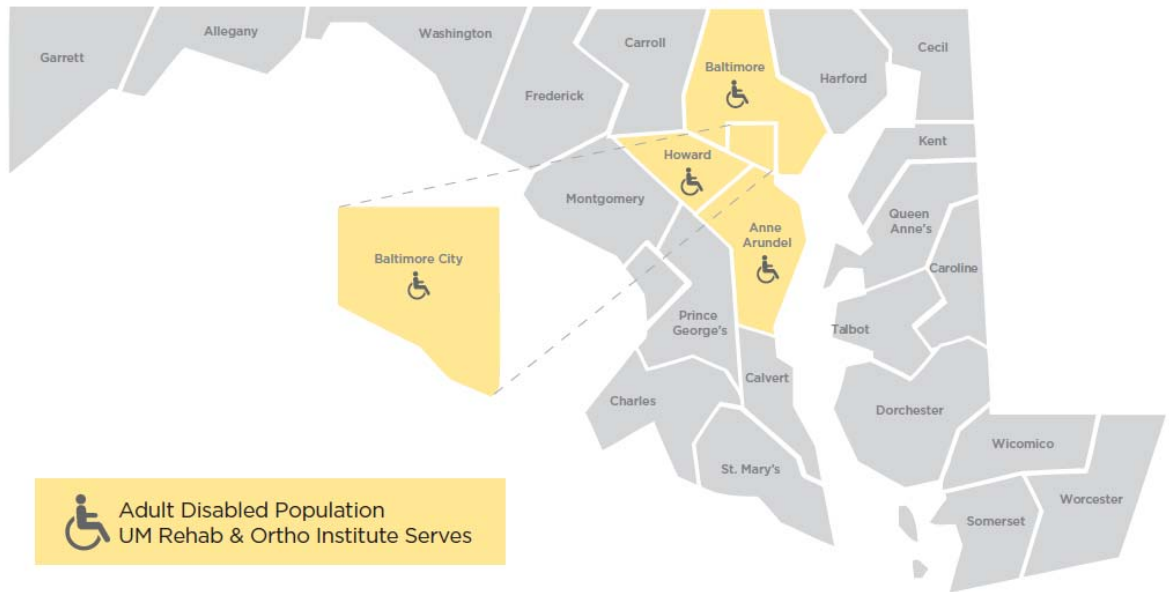 Garrett
Allegany
Washington
Frederick
Carroll
Baltimore
Harford
Cecil
Kent
Howard
Montgomery
Anne
Arundel
Queen
Anne's
Caroline
Baltimore City
Prince
George's
Talbot
Calvert
Charles
Dorchester
St. Mary's
Wicomico
Worcester
Somerset
Adult Disabled Population
UM Rehab & Ortho Institute Serves